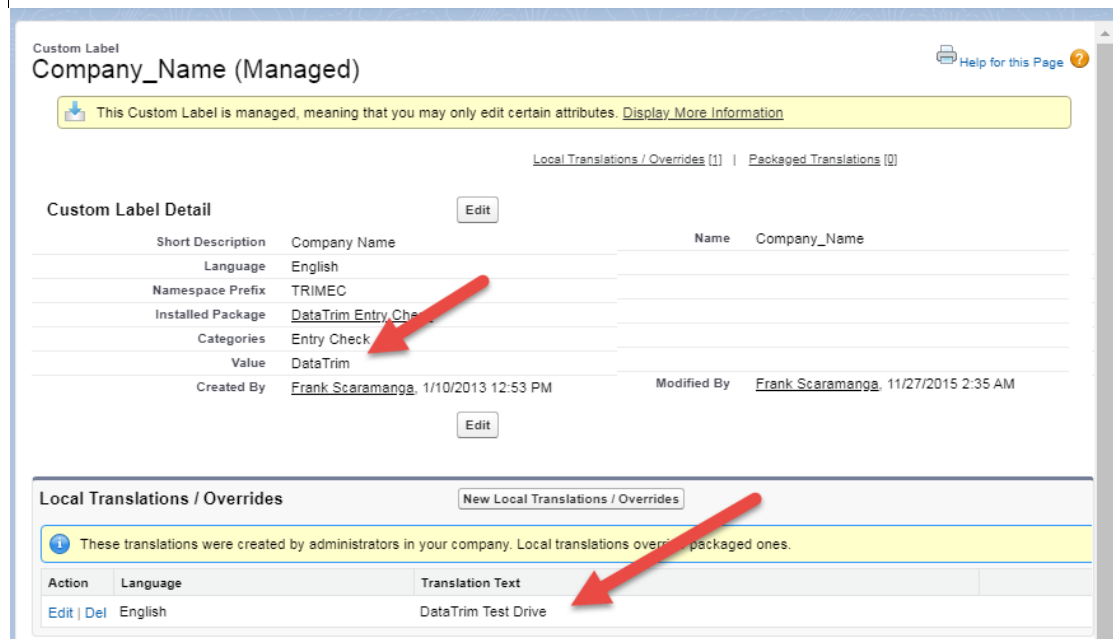 Custom Label
Company_Name (Managed)
Help for this Page
This Custom Label is managed, meaning that you may only edit certain attributes. Display More Information
Local Translations / Overrides [1] | Packaged Translations [0]
Custom Label Detail
Edit
Short Description Company Name
Name Company_Name
Language English
Namespace Prefix TRIMEC
Installed Package DataTrim Entry
Categories Entry Check
Value DataTrim
Created By Frank Scaramanga, 1/10/2013 12:53 PM
Modified By Frank Scaramanga, 11/27/2015 2:35 AM
Edit
Local Translations / Overrides
New Local Translations / Overrides
These translations were created by administrators in your company. Local translations packaged ones.
Action Language Translation Text
Edit | Del English DataTrim Test Drive